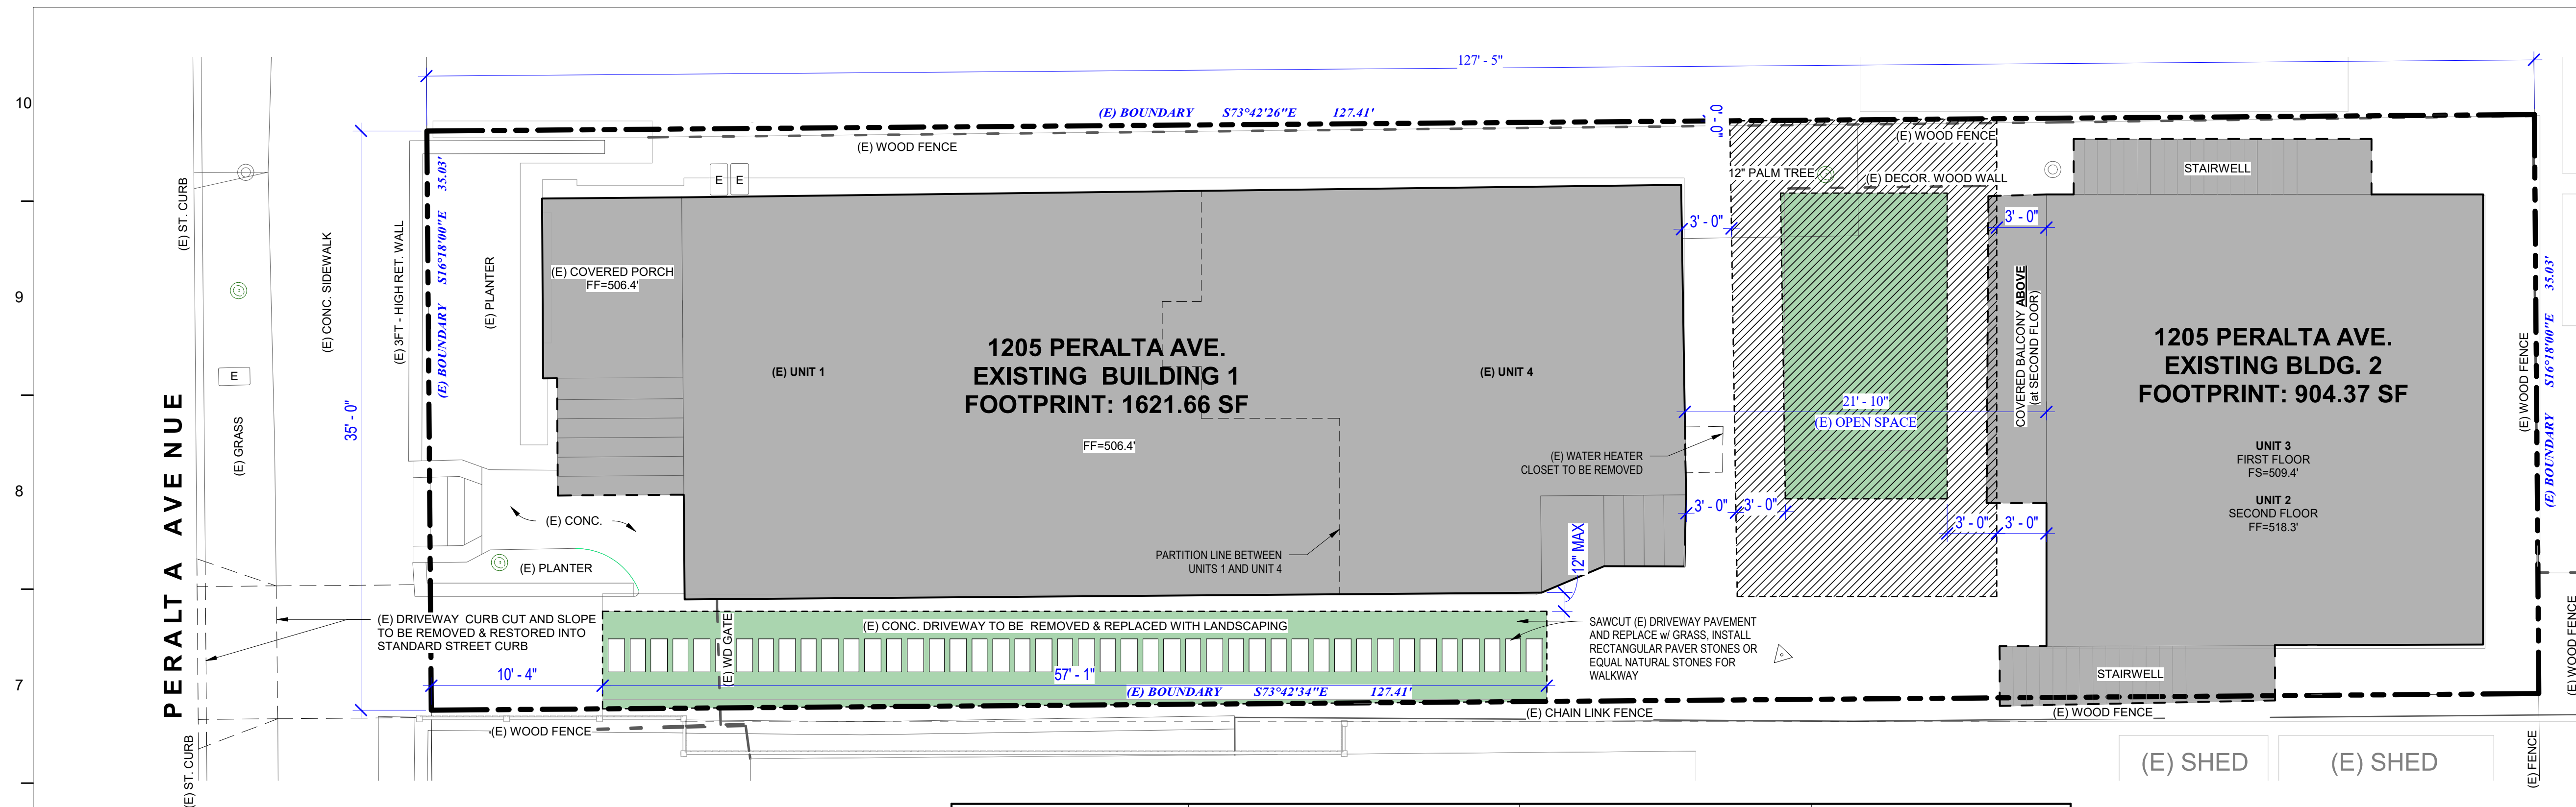 127' - 5"
10
(E) BOUNDARY S73°42'26"E 127.41'
0' - 0"
(E) WOOD FENCE
(E) WOOD FENCE
STAIRWELL
12" PALM TREE
(E) DECOR. WOOD WALL
E E
(E) ST. CURB
(E) CONC. SIDEWALK
(E) 3FT - HIGH RET. WALL
(E) BOUNDARY S16°18'00"E 35.03'
(E) PLANTER
35' - 0"
(E) COVERED PORCH
FF=506.4'
3' - 0"
3' - 0"
9
COVERED BALCONY ABOVE
(at SECOND FLOOR)
1205 PERALTA AVE.
EXISTING BUILDING 1
FOOTPRINT: 1621.66 SF
(E) UNIT 1
(E) UNIT 4
FF=506.4'
1205 PERALTA AVE.
EXISTING BLDG. 2
FOOTPRINT: 904.37 SF
UNIT 3
FIRST FLOOR
FS=509.4'
UNIT 2
SECOND FLOOR
FF=518.3'
(E) WOOD FENCE
(E) BOUNDARY S16°18'00"E 35.03'
E
(E) GRASS
PERALTA AVENUE
21' - 10"
(E) OPEN SPACE
(E) WATER HEATER
CLOSET TO BE REMOVED
8
3' - 0"
3' - 0"
3' - 0"
3' - 0"
(E) CONC.
(E) PLANTER
PARTITION LINE BETWEEN
UNITS 1 AND UNIT 4
12" MAX
(E) DRIVEWAY CURB CUT AND SLOPE
TO BE REMOVED & RESTORED INTO
STANDARD STREET CURB
(E) WD GATE
(E) CONC. DRIVEWAY TO BE REMOVED & REPLACED WITH LANDSCAPING
SAWCUT (E) DRIVEWAY PAVEMENT
AND REPLACE w/ GRASS, INSTALL
RECTANGULAR PAVER STONES OR
EQUAL NATURAL STONES FOR
WALKWAY
(E) WOOD FENCE
7
10' - 4"
57' - 1"
(E) BOUNDARY S73°42'34"E 127.41'
STAIRWELL
(E) CHAIN LINK FENCE
(E) WOOD FENCE
(E) WOOD FENCE
(E) ST. CURB
(E) SHED
(E) SHED
(E) FENCE